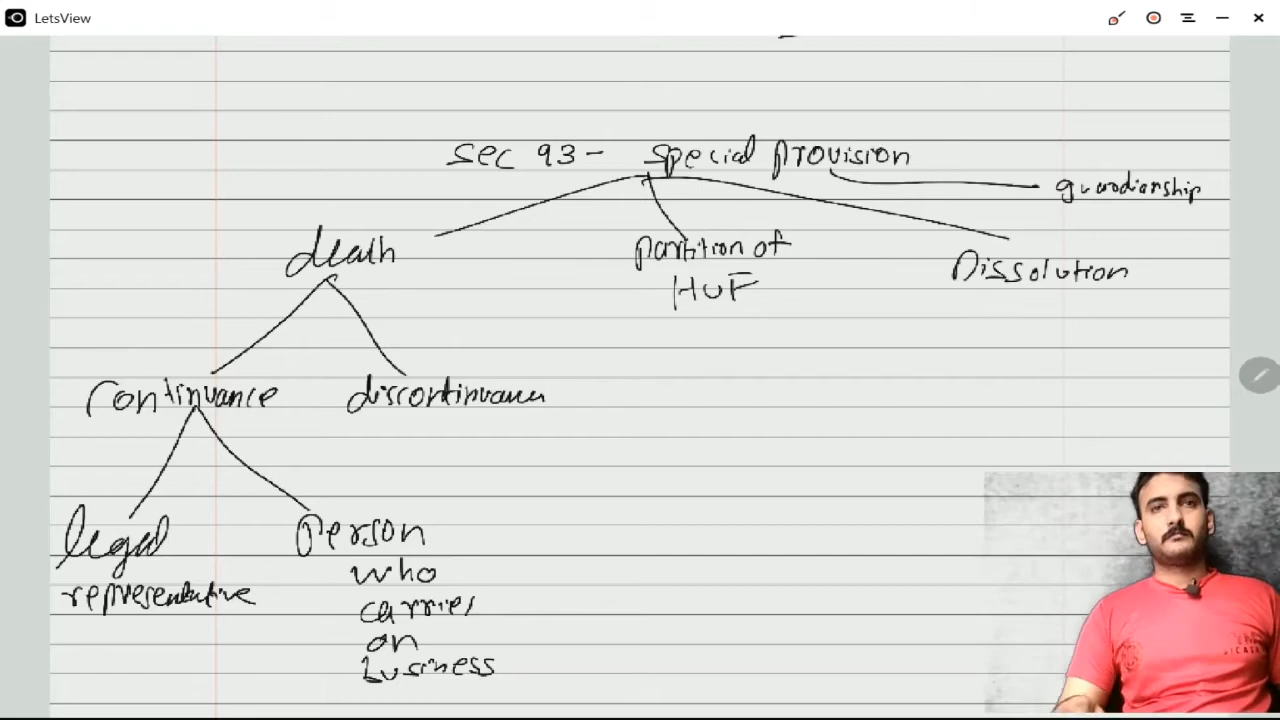 LetsView
Sec 93 - Special Provision
guardianship
death
Partition of
HUF
Dissolution
Continuance
discontinuance
legal
representative
Person
who
carries
on
business